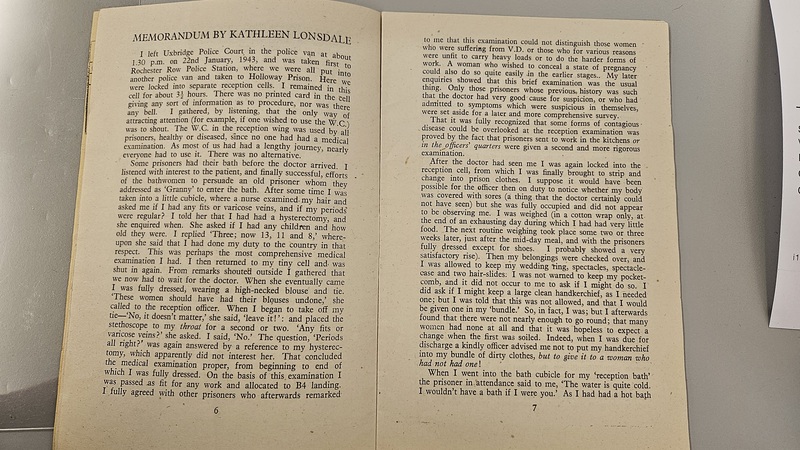 MEMORANDUM BY KATHLEEN LONSDALE
I left Uxbridge Police Court in the police van at about
1.30 p.m. on 22nd January, 1943, and was taken first to
Rochester Row Police Station, where we were all put into
another police van and taken to Holloway Prison. Here we
were locked into separate reception cells. I remained in this
cell for about 3½ hours. There was no printed card in the cell
giving any sort of information as to procedure, nor was there
any bell. I gathered, by listening, that the only way of
attracting attention (for example, if one wished to use the W.C.)
was to shout. The W.C. in the reception wing was used by all
prisoners, healthy or diseased, since no one had had a medical
examination. As most of us had had a lengthy journey, nearly
everyone had to use it. There was no alternative.
Some prisoners had their bath before the doctor arrived. I
listened with interest to the patient, and finally successful, efforts
of the bathwomen to persuade an old prisoner whom they
addressed as 'Granny' to enter the bath. After some time I was
taken into a little cubicle, where a nurse examined my hair and
asked me if I had any fits or varicose veins, and if my periods
were regular? I told her that I had had a hysterectomy, and
she enquired when. She asked if I had any children and how
old they were. I replied 'Three; now 13, 11 and 8,' where-
upon she said that I had done my duty to the country in that
respect. This was perhaps the most comprehensive medical
examination I had. I then returned to my tiny cell and was
shut in again. From remarks shouted outside I gathered that
we now had to wait for the doctor. When she eventually came
I was fully dressed, wearing a high-necked blouse and tie.
'These women should have had their blouses undone,' she
called to the reception officer. When I began to take off my
tie—'No, it doesn't matter,' she said, 'leave it!': and placed the
stethoscope to my throat for a second or two. 'Any fits or
varicose veins?' she asked. I said, 'No.' The question, 'Periods
all right?' was again answered by a reference to my hysterec-
tomy, which apparently did not interest her. That concluded
the medical examination proper, from beginning to end of
which I was fully dressed. On the basis of this examination I
was passed as fit for any work and allocated to B4 landing.
I fully agreed with other prisoners who afterwards remarked
6
to me that this examination could not distinguish those women
who were suffering from V.D. or those who for various reasons
were unfit to carry heavy loads or to do the harder forms of
work. A woman who wished to conceal a state of pregnancy
could also do so quite easily in the earlier stages. My later
enquiries showed that this brief examination was the usual
thing. Only those prisoners whose previous history was such
that the doctor had very good cause for suspicion, or who had
admitted to symptoms which were suspicious in themselves,
were set aside for a later and more comprehensive survey.
That it was fully recognised that some forms of contagious
disease could be overlooked at the reception examination was
proved by the fact that prisoners sent to work in the kitchens or
in the officers' quarters were given a second and more rigorous
examination.
After the doctor had seen me I was again locked into the
reception cell, from which I was finally brought to strip and
change into prison clothes. I suppose it would have been
possible for the officer then on duty to notice whether my body
was covered with sores (a thing that the doctor certainly could
not have seen) but she was fully occupied and did not appear
to be observing me. I was weighed (in a cotton wrap only, at
the end of an exhausting day during which I had had very little
food. The next routine weighing took place some two or three
weeks later, just after the mid-day meal, and with the prisoners
fully dressed except for shoes. I probably showed a very
satisfactory rise). Then my belongings were checked over, and
I was allowed to keep my wedding ring, spectacles, spectacle-
case and two hair-slides: I was not warned to keep my pocket-
comb, and it did not occur to me to ask if I might do so. I
did ask if I might keep a large clean handkerchief, as I needed
one; but I was told that this was not allowed, and that I would
be given one in my 'bundle.' So, in fact, I was; but I afterwards
found that there were not nearly enough to go round; that many
women had none at all and that it was hopeless to expect a
change when the first was soiled. Indeed, when I was due for
discharge a kindly officer advised me not to put my handkerchief
into my bundle of dirty clothes, but to give it to a woman who
had not had one!
When I went into the bath cubicle for my 'reception bath'
the prisoner in attendance said to me, 'The water is quite cold.
I wouldn't have a bath if I were you.' As I had had a hot bath
7